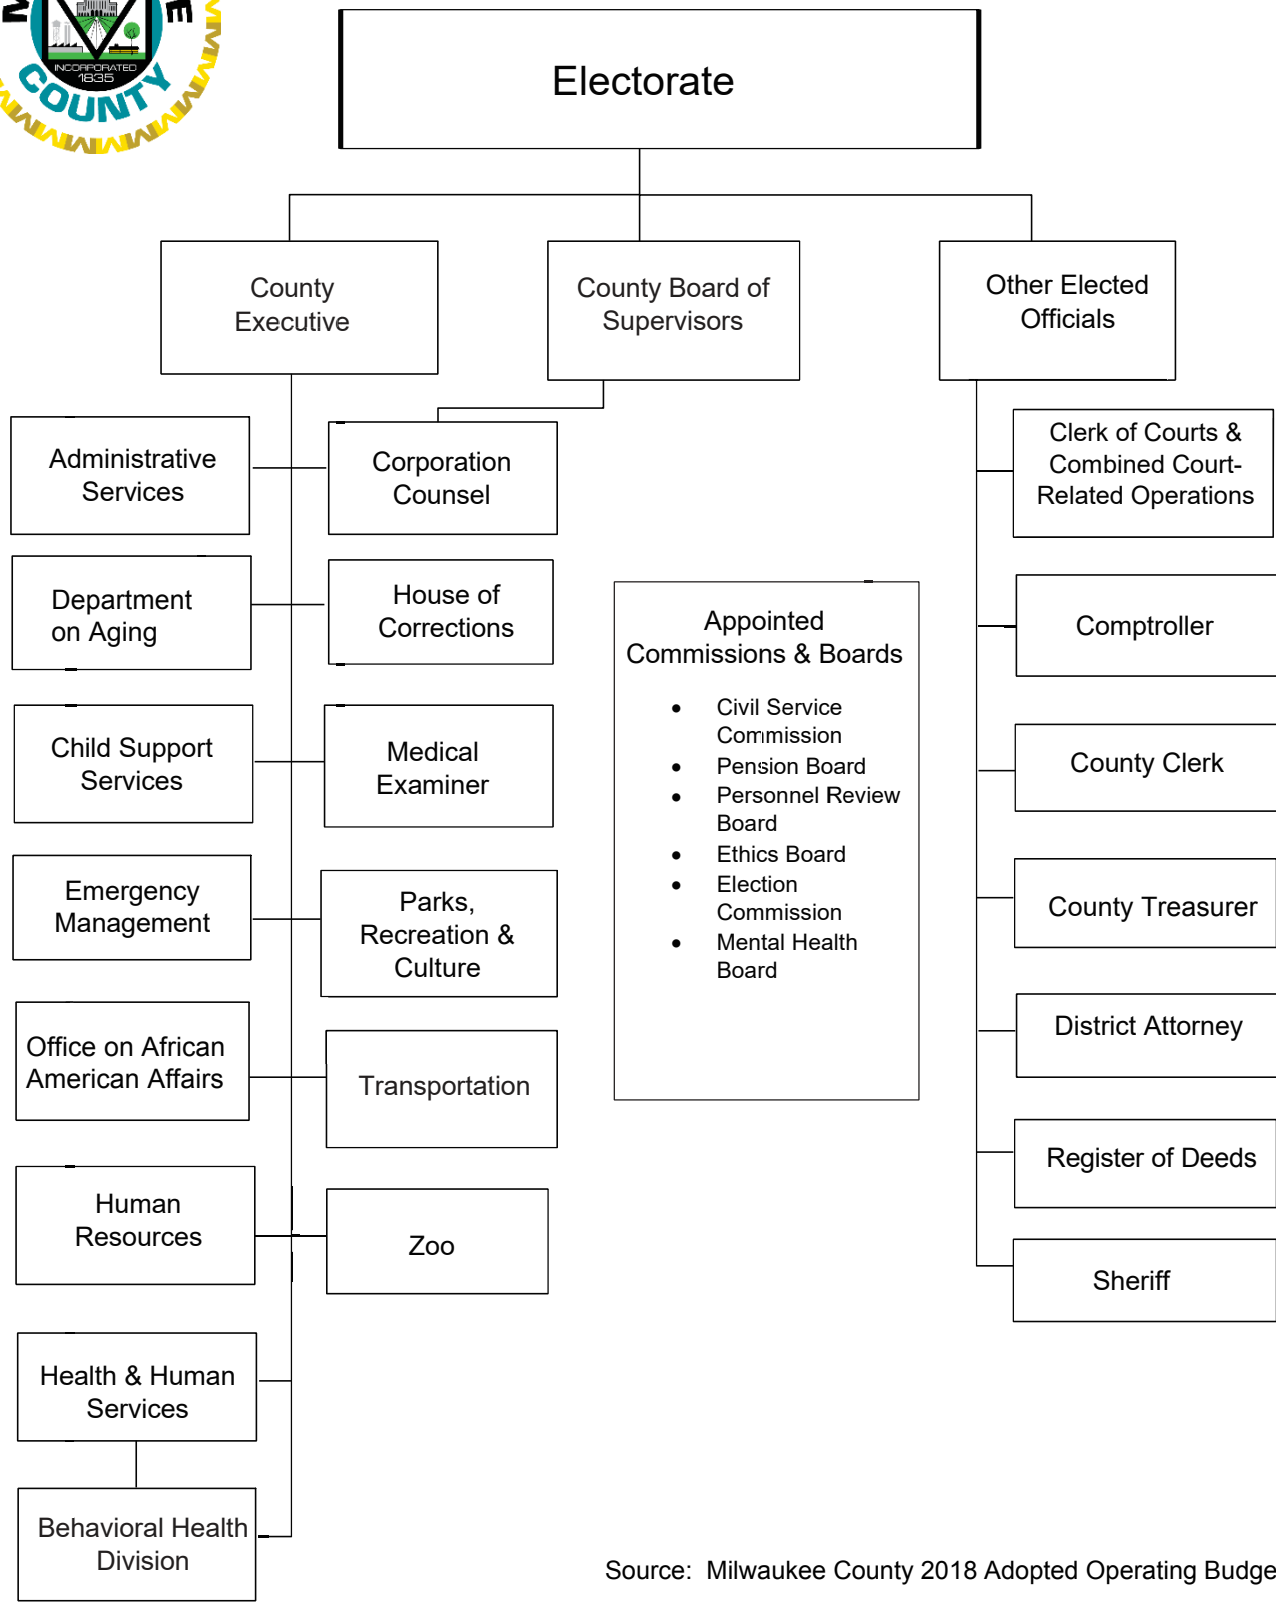 INCORPORATED
1835
COUNTY
Electorate
County
Executive
County Board of
Supervisors
Other Elected
Officials
Administrative
Services
Corporation
Counsel
Clerk of Courts &
Combined Court-
Related Operations
Department
on Aging
House of
Corrections
Appointed
Commissions & Boards
• Civil Service
Commission
• Pension Board
• Personnel Review
Board
• Ethics Board
• Election
Commission
• Mental Health
Board
Comptroller
Child Support
Services
Medical
Examiner
County Clerk
Emergency
Management
Parks,
Recreation &
Culture
County Treasurer
Office on African
American Affairs
Transportation
District Attorney
Human
Resources
Zoo
Register of Deeds
Sheriff
Health & Human
Services
Behavioral Health
Division
Source: Milwaukee County 2018 Adopted Operating Budge